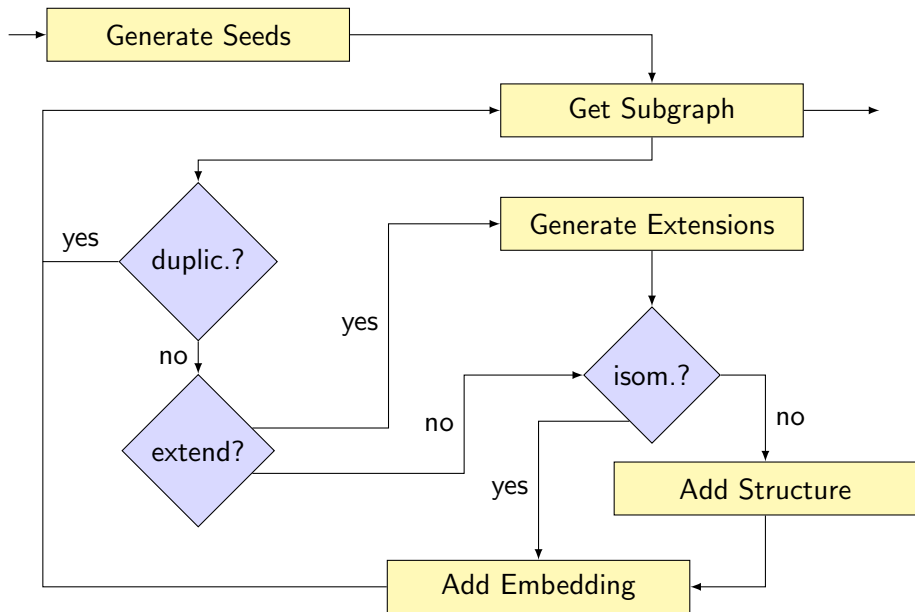 Generate Seeds
Get Subgraph
yes
duplic.?
Generate Extensions
yes
no
isom.?
no
no
extend?
yes
Add Structure
Add Embedding